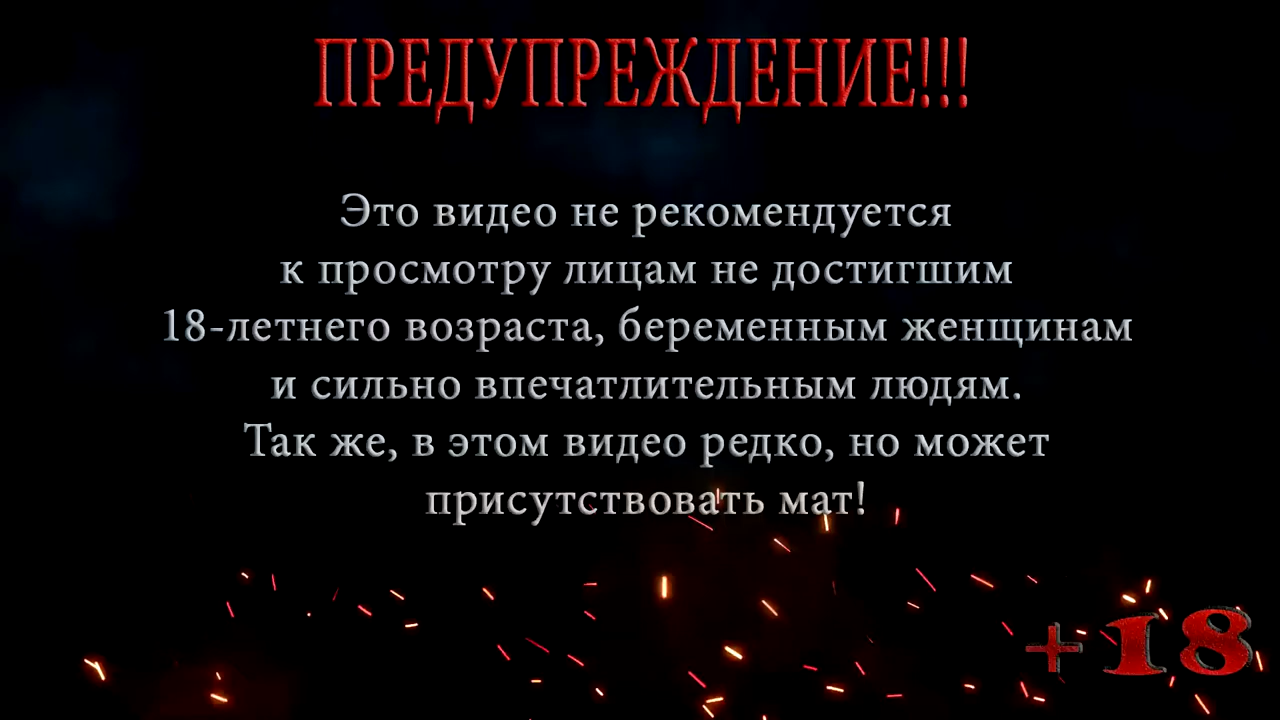 ПРЕДУПРЕЖДЕНИЕ!!!
Это видео не рекомендуется
к просмотру лицам не достигшим
18-летнего возраста, беременным женщинам
и сильно впечатлительным людям.
Так же, в этом видео редко, но может
присутствовать мат!
+18